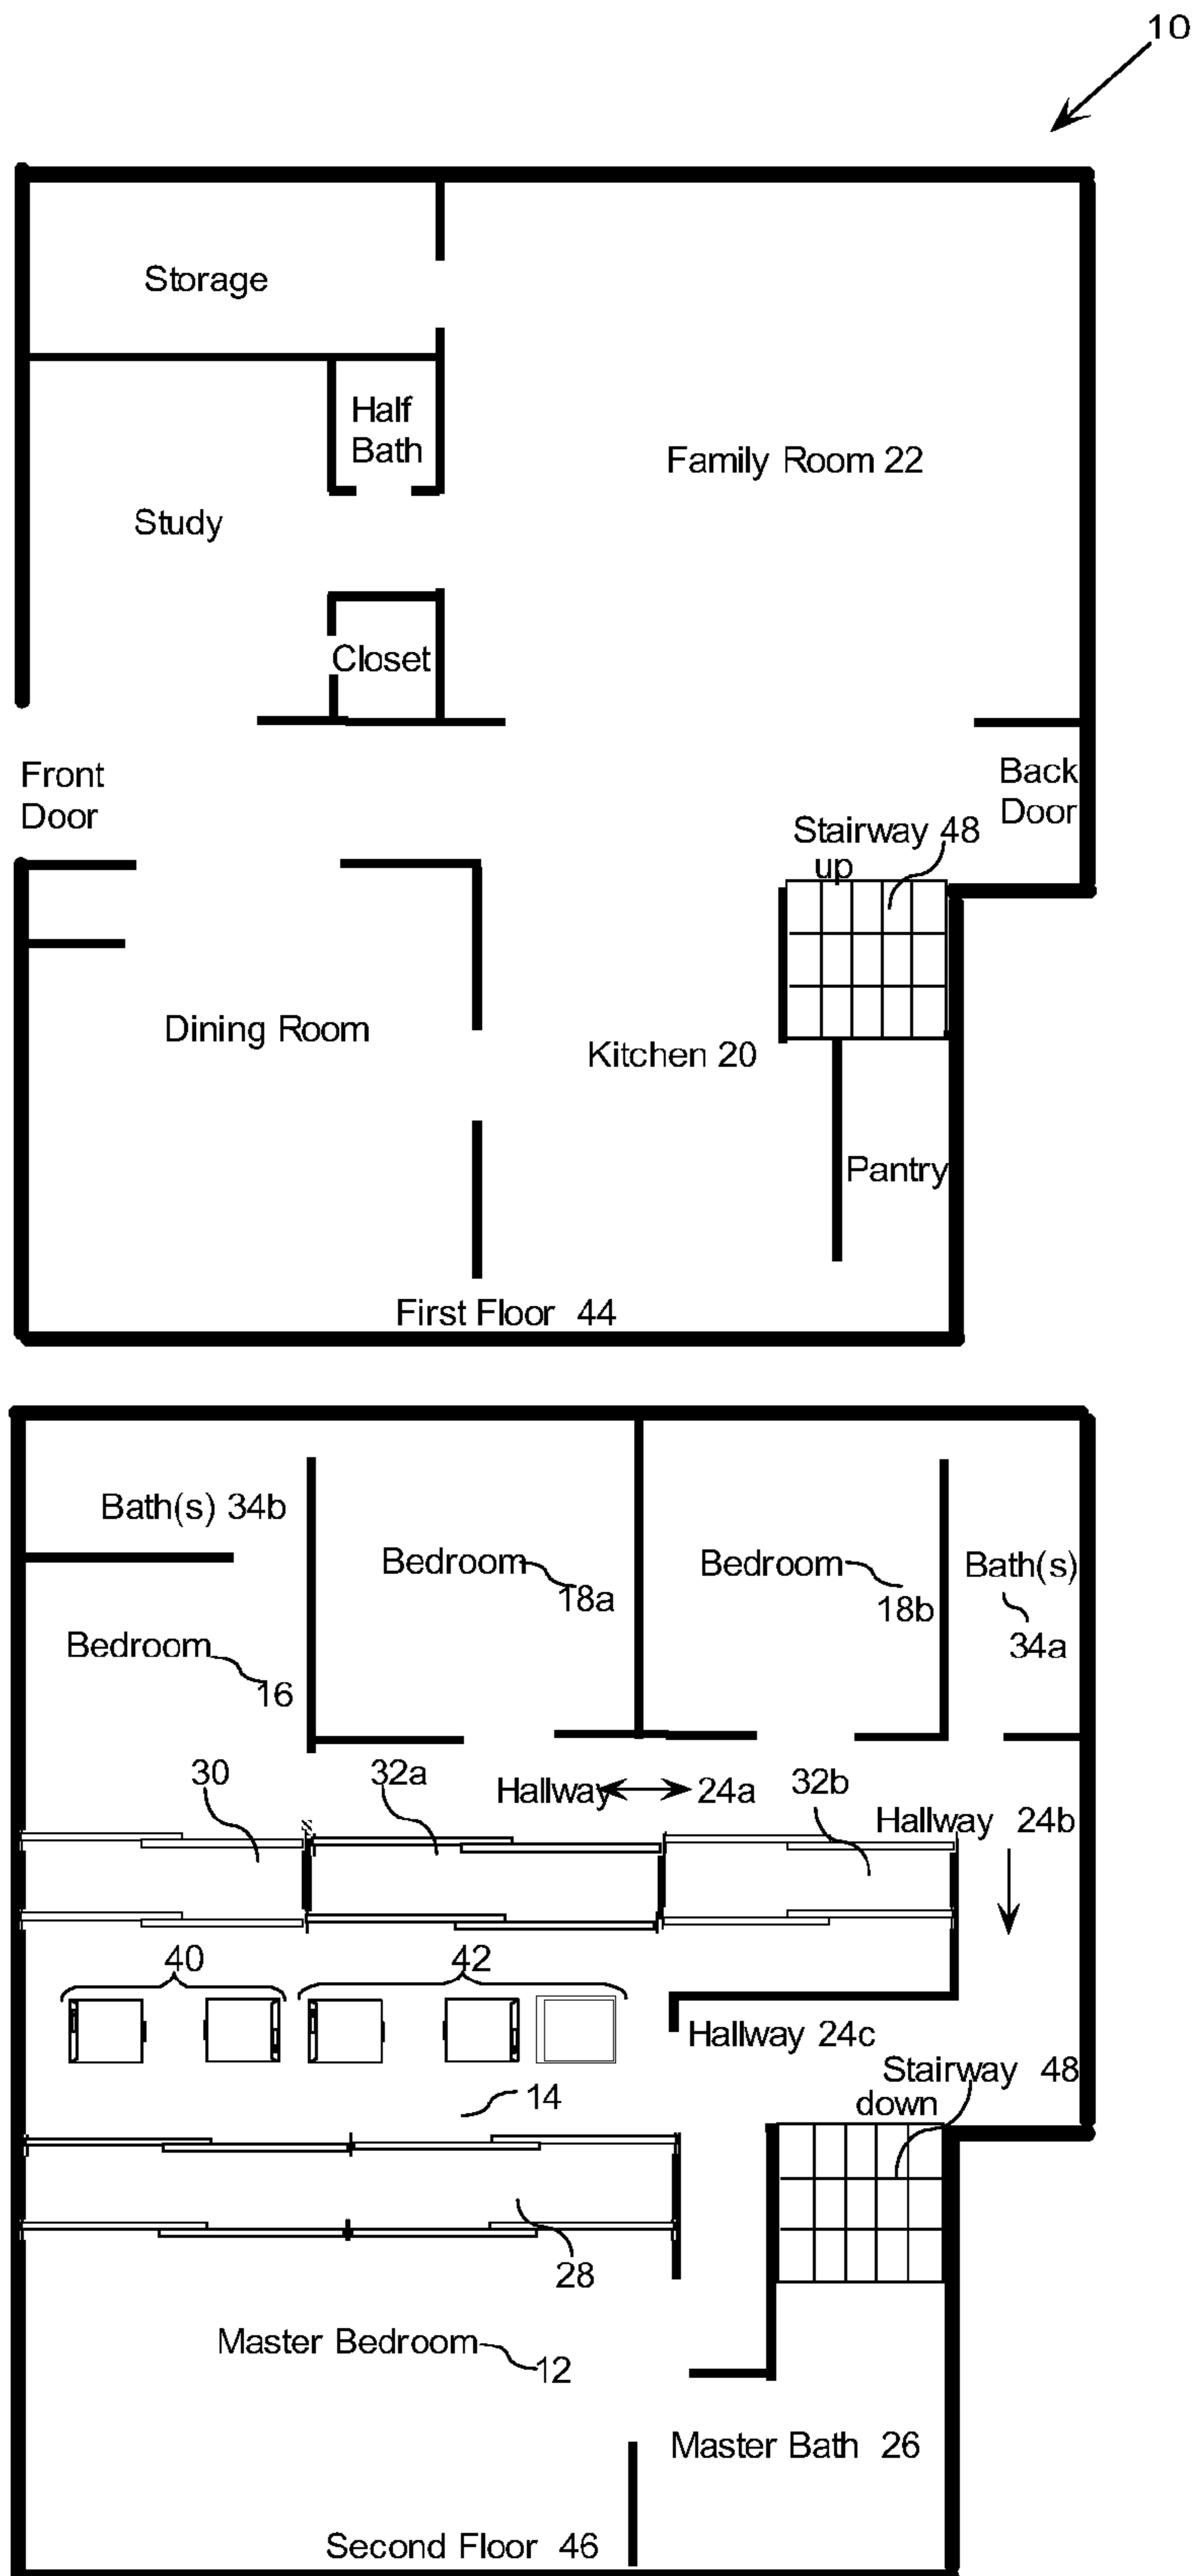 10
Storage
Half
Bath
Family Room 22
Study
Closet
Front
Door
Back
Door
Stairway 48
up
Dining Room
Kitchen 20
Pantry
First Floor 44
Bath(s) 34b
Bedroom
18a
Bedroom
18b
Bath(s)
34a
Bedroom
16
30
32a
Hallway
24a
32b
Hallway 24b
40
42
Hallway 24c
Stairway 48
down
14
28
Master Bedroom
12
Master Bath 26
Second Floor 46